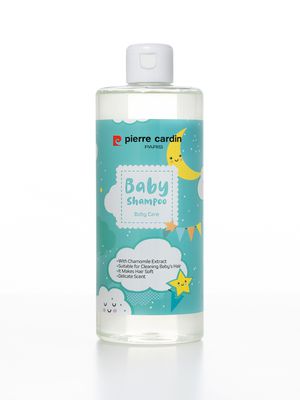 pierre cardin
PARIS
Baby
Shampoo
Baby Care
•With Chamomile Extract
•Suitable for Cleaning Baby's Hair
•It Makes Hair Soft
•Delicate Scent